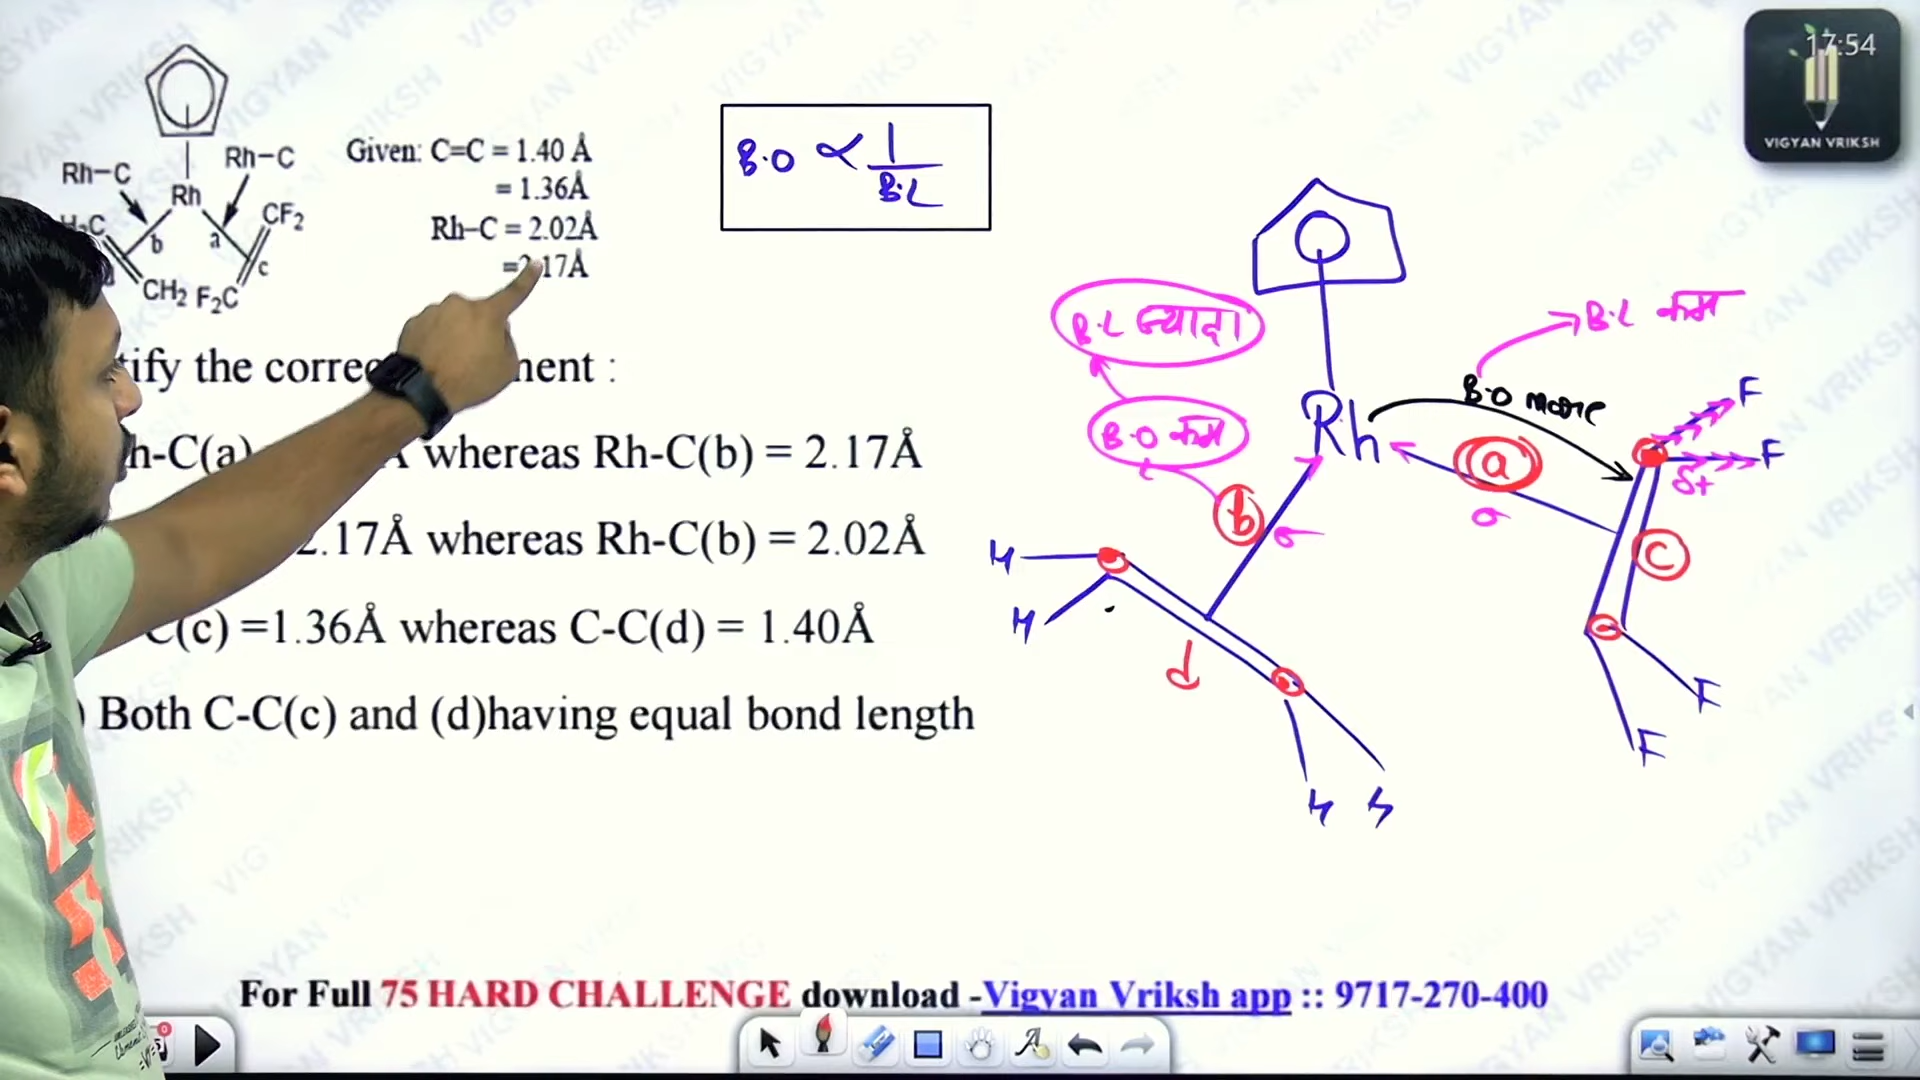 17:54
VIGYAN VRIKSH
Rh-C
Rh-C
Rh
b
a
CF₂
c
CH₂
F₂C
Given: C=C = 1.40 Å
= 1.36Å
Rh-C = 2.02Å
17Å
B.O ∝ 1/B.L
ify the corre
ment :
h-C(a)
whereas Rh-C(b) = 2.17Å
2.17Å whereas Rh-C(b) = 2.02Å
C(c) =1.36Å whereas C-C(d) = 1.40Å
) Both C-C(c) and (d)having equal bond length
B.L ज्यादा
B.O कम
B.L कम
B.O more
Rh
a
σ
b
σ
F
F
δ+
c
F
F
H
H
d
H
H
For Full 75 HARD CHALLENGE download -Vigyan Vriksh app :: 9717-270-400